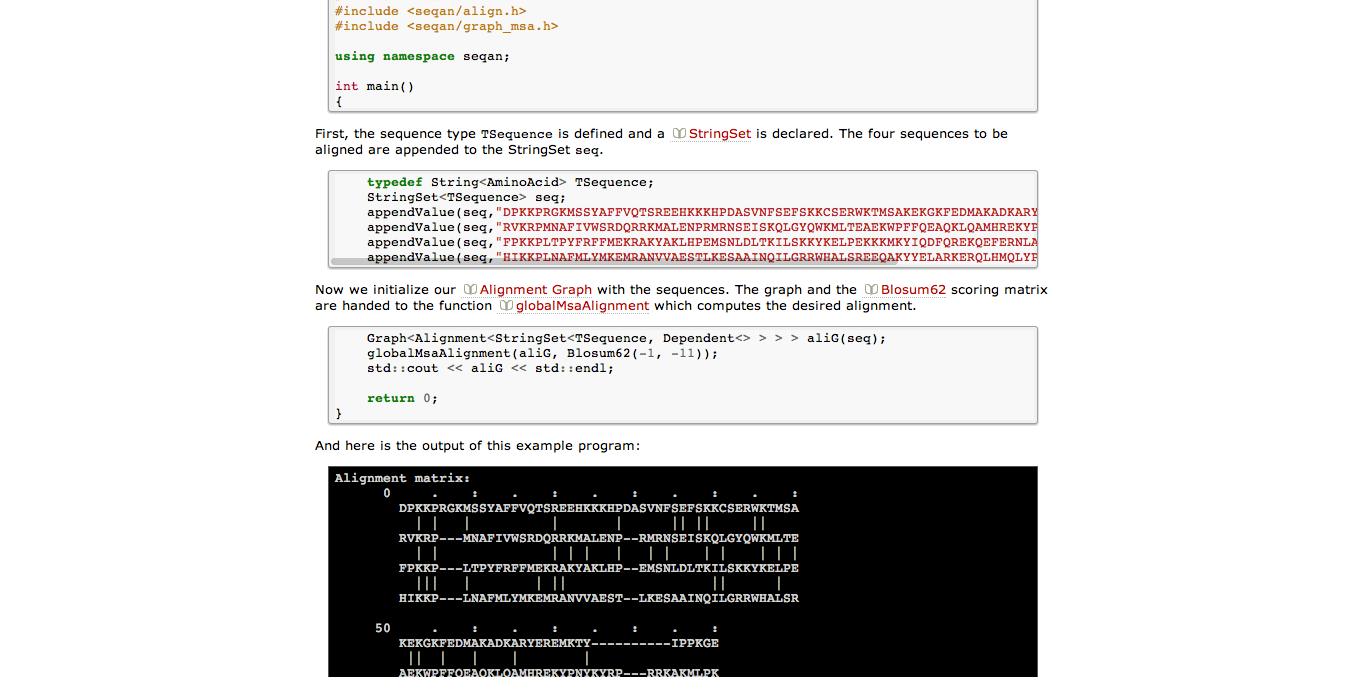 #include <seqan/align.h>
#include <seqan/graph_msa.h>
using namespace seqan;
int main()
{
First, the sequence type TSequence is defined and a StringSet is declared. The four sequences to be
aligned are appended to the StringSet seq.
typedef String<AminoAcid> TSequence;
StringSet<TSequence> seq;
appendValue(seq,"DPKKPRGKMSSYAFFVQTSREEHKKKHPDASVNFSEFSKKCSERWKTMSAKEKGKFEDMAKADKARY
appendValue(seq,"RVKRPMNAFIVWSRDQRRKMALENPRMRNSEISKQLGYQWKMLTEAEKWPFFQEAQKLQAMHREKYP
appendValue(seq,"FPKKPLTPYFRFFMEKRAKYAKLHPEMSNLDLTKILSKKYKELPEKKKMKYIQDFQREKQEFERNLA
appendValue(seq,"HIKKPLNAFMLYMKEMRANVVAESTLKESAAINQILGRRWHALSREEQAKYYELARKERQLHMQLYP
Now we initialize our Alignment Graph with the sequences. The graph and the Blosum62 scoring matrix
are handed to the function globalMsaAlignment which computes the desired alignment.
Graph<Alignment<StringSet<TSequence, Dependent<> > > > aliG(seq);
globalMsaAlignment(aliG, Blosum62(-1, -11));
std::cout << aliG << std::endl;
return 0;
}
And here is the output of this example program:
Alignment matrix:
0 . : . : . : . : . :
DPKKPRGKMSSYAFFVQTSREEHKKKHPDASVNFSEFSKKCSERWKTMSA
| | | | | || || ||
RVKRP---MNAFIVWSRDQRRKMALENP--RMRNSEISKQLGYQWKMLTE
| | | | | | | | | | | | |
FPKKP---LTPYFRFFMEKRAKYAKLHP--EMSNLDLTKILSKKYKELPE
||| | | || || |
HIKKP---LNAFMLYMKEMRANVVAEST--LKESAAINQILGRRWHALSR
50 . : . : . : . :
KEKGKFEDMAKADKARYEREMKTY----------IPPKGE
|| | | | |
AEKWPFFQEAQKLQAMHREKYPNYKYRP---RRKAKMLPK